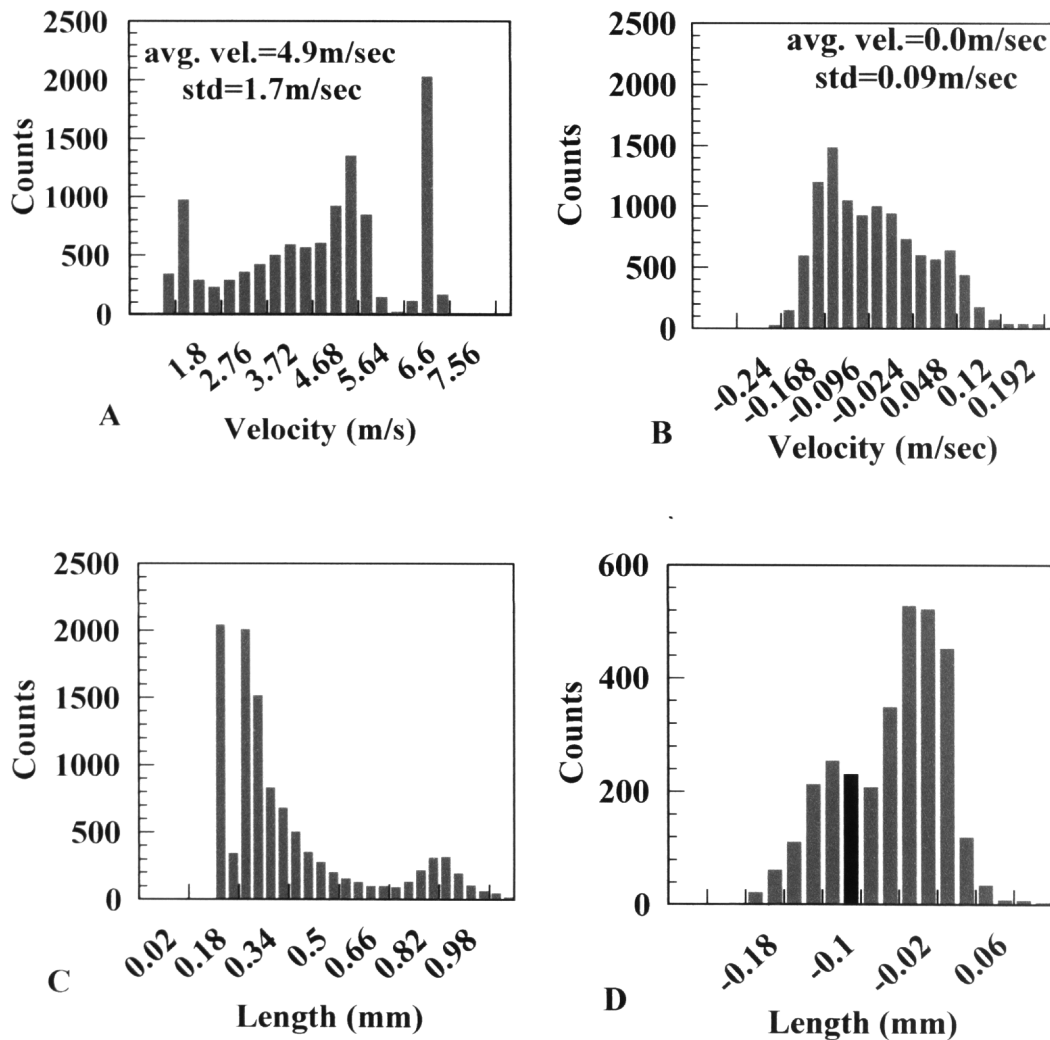 2500
2000
1500
1000
500
0
Counts
avg. vel.=4.9m/sec
std=1.7m/sec
1.8
2.76
3.72
4.68
5.64
6.6
7.56
A
Velocity (m/s)
2500
2000
1500
1000
500
0
Counts
avg. vel.=0.0m/sec
std=0.09m/sec
-0.24
-0.168
-0.096
-0.024
0.048
0.12
0.192
B
Velocity (m/sec)
2500
2000
1500
1000
500
0
Counts
0.02
0.18
0.34
0.5
0.66
0.82
0.98
C
Length (mm)
600
400
200
0
Counts
-0.18
-0.1
-0.02
0.06
D
Length (mm)